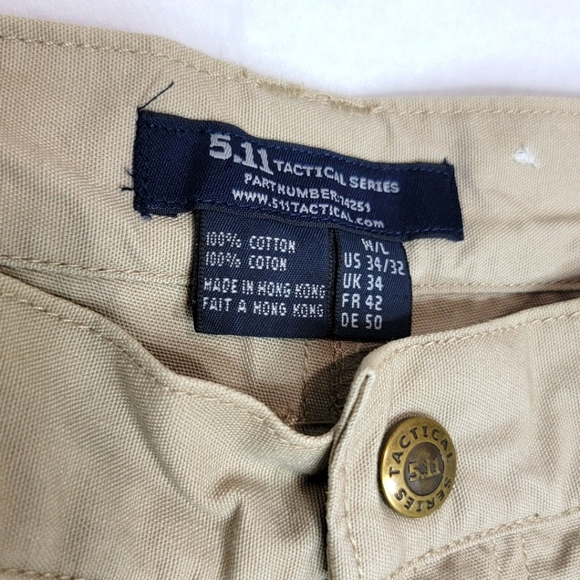 5.11 TACTICAL SERIES
PART NUMBER: 74251
WWW.511TACTICAL.com
100% COTTON
100% COTON
MADE IN HONG KONG
FAIT A HONG KONG
W/L
US 34/32
UK 34
FR 42
DE 50
TACTICAL
5.11
SERIES